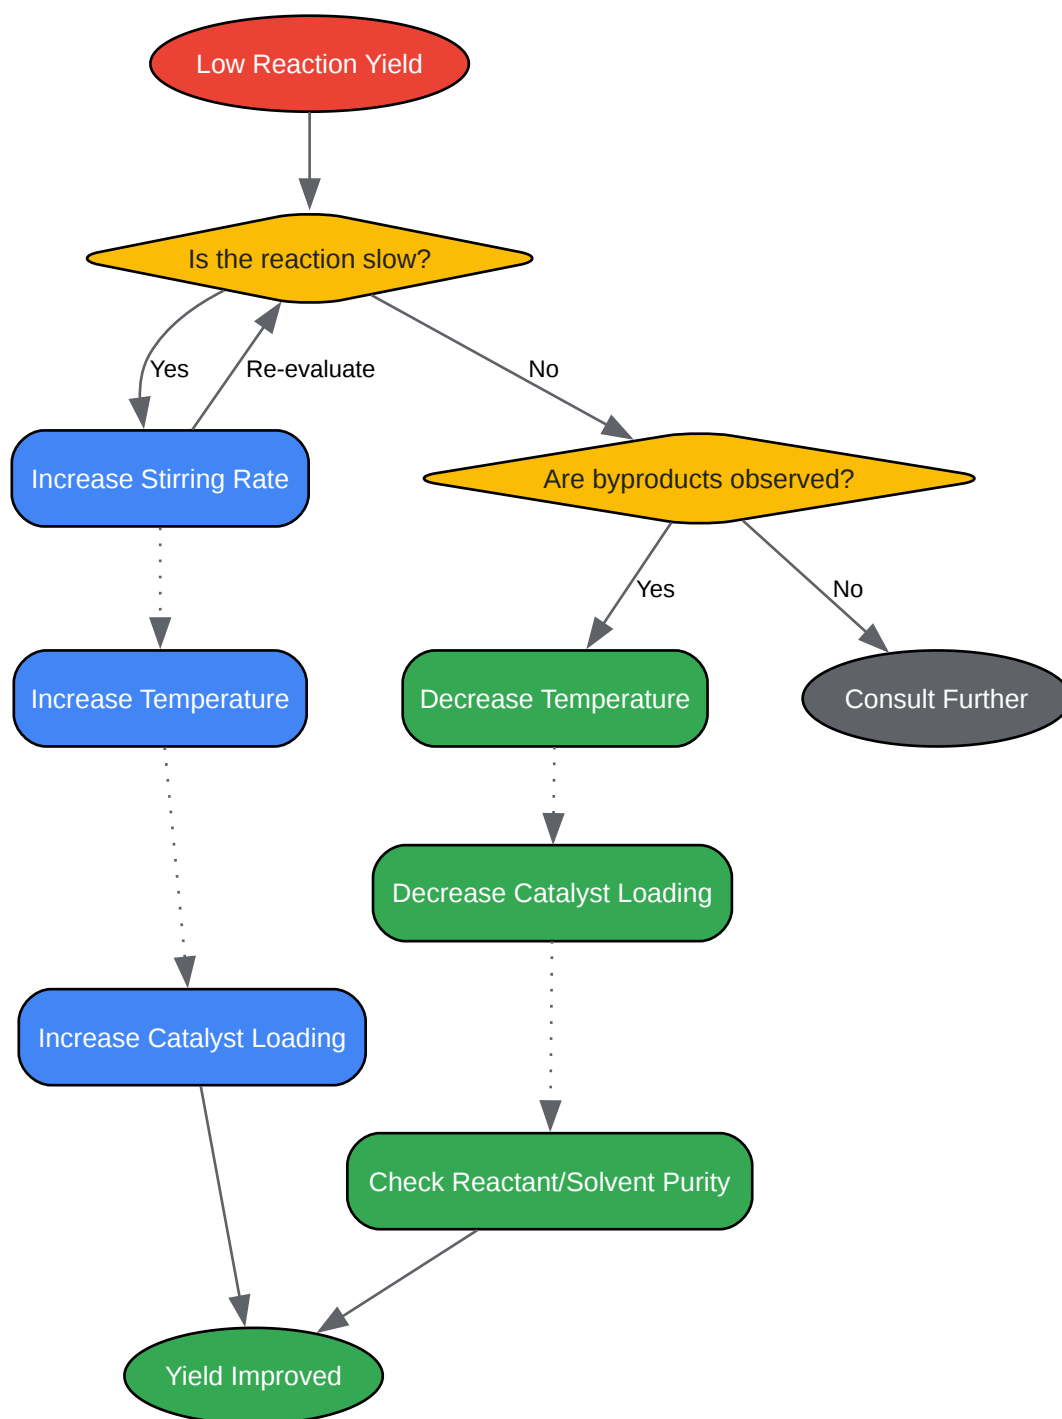 Low Reaction Yield
Is the reaction slow?
Yes
Re-evaluate
No
Increase Stirring Rate
Are byproducts observed?
Yes
No
Increase Temperature
Decrease Temperature
Consult Further
Decrease Catalyst Loading
Increase Catalyst Loading
Check Reactant/Solvent Purity
Yield Improved